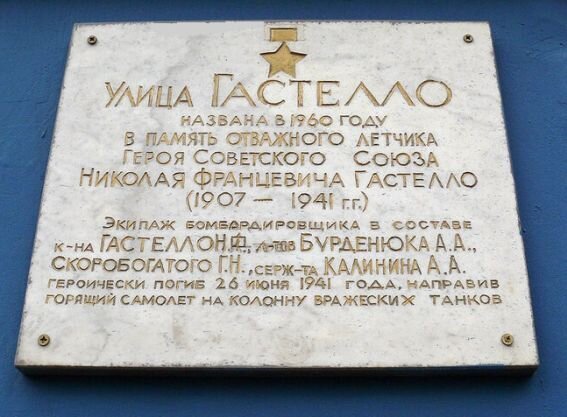 Улица Гастелло
названа в 1960 году
в память отважного летчика
Героя Советского Союза
Николая Францевича Гастелло
(1907 — 1941 г.г.)
Экипаж бомбардировщика в составе
к-на Гастелло Н.Ф., л-тов Бурденюка А.А.,
Скоробогатого Г.Н., серж-та Калинина А.А.
героически погиб 26 июня 1941 года, направив
горящий самолет на колонну вражеских танков